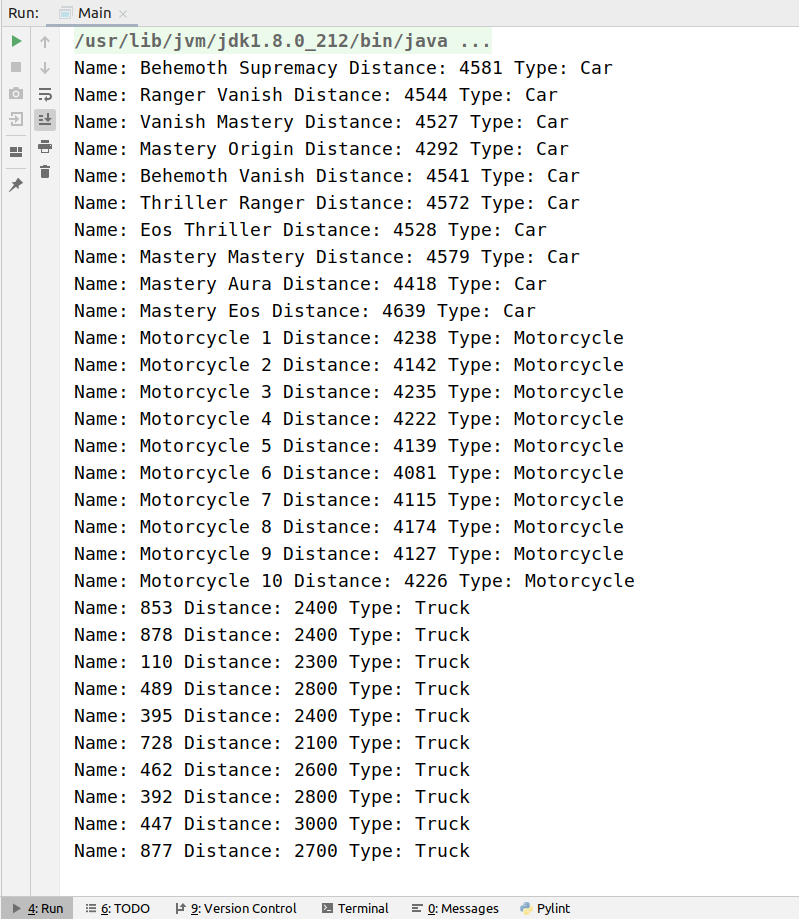 Run: Main
/usr/lib/jvm/jdk1.8.0_212/bin/java ...
Name: Behemoth Supremacy Distance: 4581 Type: Car
Name: Ranger Vanish Distance: 4544 Type: Car
Name: Vanish Mastery Distance: 4527 Type: Car
Name: Mastery Origin Distance: 4292 Type: Car
Name: Behemoth Vanish Distance: 4541 Type: Car
Name: Thriller Ranger Distance: 4572 Type: Car
Name: Eos Thriller Distance: 4528 Type: Car
Name: Mastery Mastery Distance: 4579 Type: Car
Name: Mastery Aura Distance: 4418 Type: Car
Name: Mastery Eos Distance: 4639 Type: Car
Name: Motorcycle 1 Distance: 4238 Type: Motorcycle
Name: Motorcycle 2 Distance: 4142 Type: Motorcycle
Name: Motorcycle 3 Distance: 4235 Type: Motorcycle
Name: Motorcycle 4 Distance: 4222 Type: Motorcycle
Name: Motorcycle 5 Distance: 4139 Type: Motorcycle
Name: Motorcycle 6 Distance: 4081 Type: Motorcycle
Name: Motorcycle 7 Distance: 4115 Type: Motorcycle
Name: Motorcycle 8 Distance: 4174 Type: Motorcycle
Name: Motorcycle 9 Distance: 4127 Type: Motorcycle
Name: Motorcycle 10 Distance: 4226 Type: Motorcycle
Name: 853 Distance: 2400 Type: Truck
Name: 878 Distance: 2400 Type: Truck
Name: 110 Distance: 2300 Type: Truck
Name: 489 Distance: 2800 Type: Truck
Name: 395 Distance: 2400 Type: Truck
Name: 728 Distance: 2100 Type: Truck
Name: 462 Distance: 2600 Type: Truck
Name: 392 Distance: 2800 Type: Truck
Name: 447 Distance: 3000 Type: Truck
Name: 877 Distance: 2700 Type: Truck
4: Run 6: TODO 9: Version Control Terminal 0: Messages Pylint